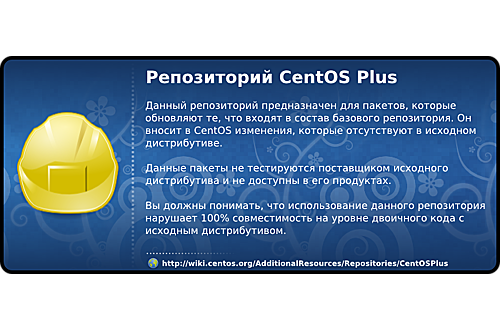 Репозиторий CentOS Plus
Данный репозиторий предназначен для пакетов, которые
обновляют те, что входят в состав базового репозитория. Он
вносит в CentOS изменения, которые отсутствуют в исходном
дистрибутиве.
Данные пакеты не тестируются поставщиком исходного
дистрибутива и не доступны в его продуктах.
Вы должны понимать, что использование данного репозитория
нарушает 100% совместимость на уровне двоичного кода с
исходным дистрибутивом.
http://wiki.centos.org/AdditionalResources/Repositories/CentOSPlus